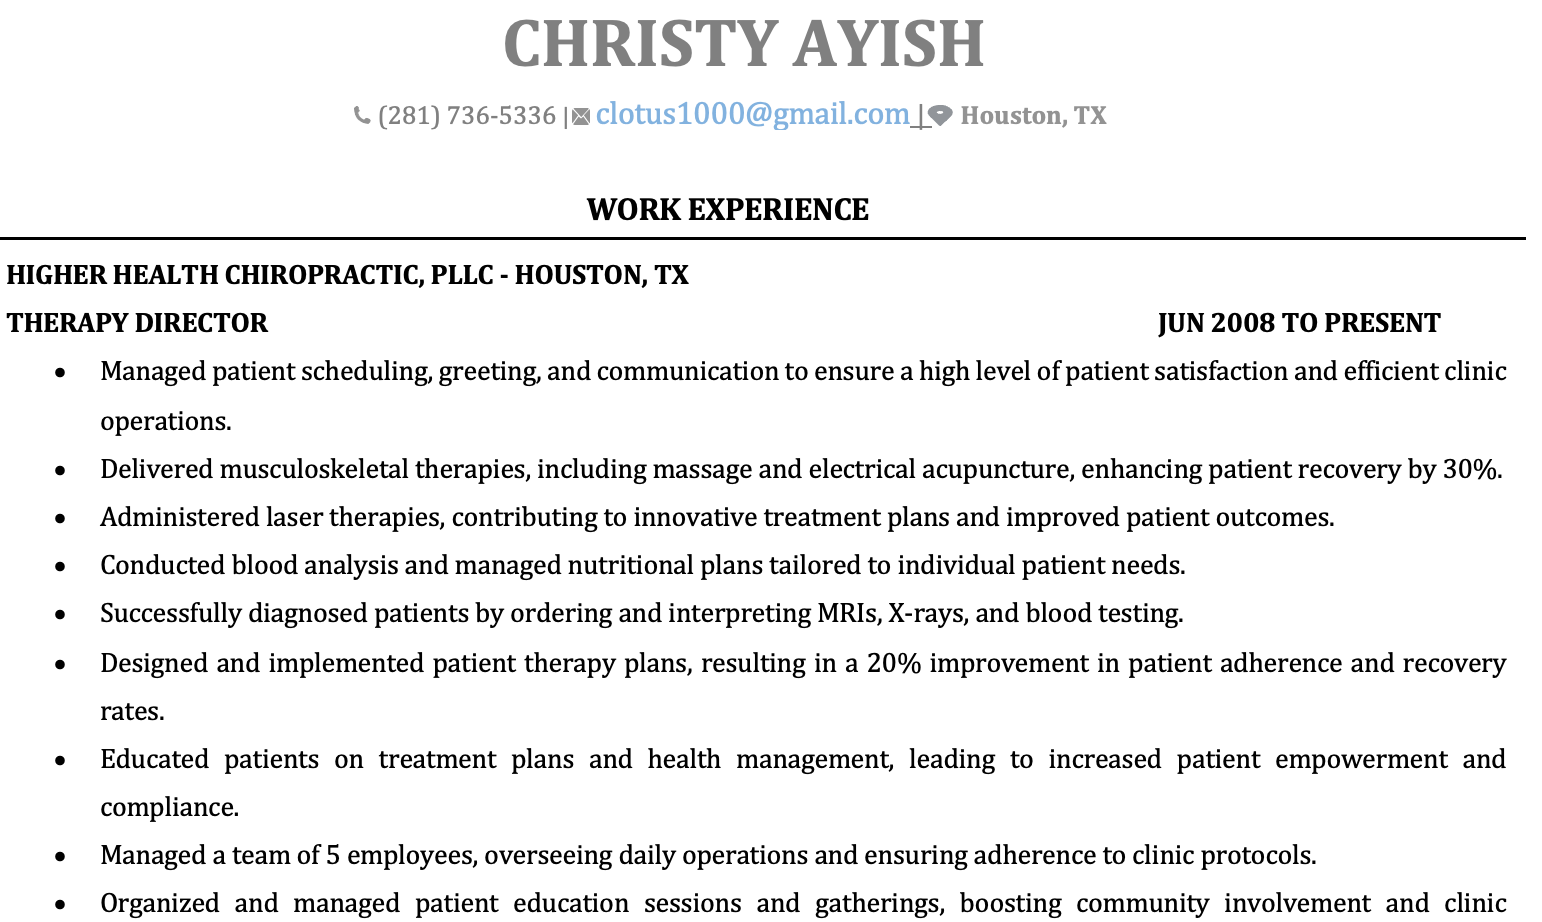 CHRISTY AYISH
(281) 736-5336 | clotus1000@gmail.com | Houston, TX
WORK EXPERIENCE
HIGHER HEALTH CHIROPRACTIC, PLLC - HOUSTON, TX
THERAPY DIRECTOR JUN 2008 TO PRESENT
• Managed patient scheduling, greeting, and communication to ensure a high level of patient satisfaction and efficient clinic
operations.
• Delivered musculoskeletal therapies, including massage and electrical acupuncture, enhancing patient recovery by 30%.
• Administered laser therapies, contributing to innovative treatment plans and improved patient outcomes.
• Conducted blood analysis and managed nutritional plans tailored to individual patient needs.
• Successfully diagnosed patients by ordering and interpreting MRIs, X-rays, and blood testing.
• Designed and implemented patient therapy plans, resulting in a 20% improvement in patient adherence and recovery
rates.
• Educated patients on treatment plans and health management, leading to increased patient empowerment and
compliance.
• Managed a team of 5 employees, overseeing daily operations and ensuring adherence to clinic protocols.
• Organized and managed patient education sessions and gatherings, boosting community involvement and clinic